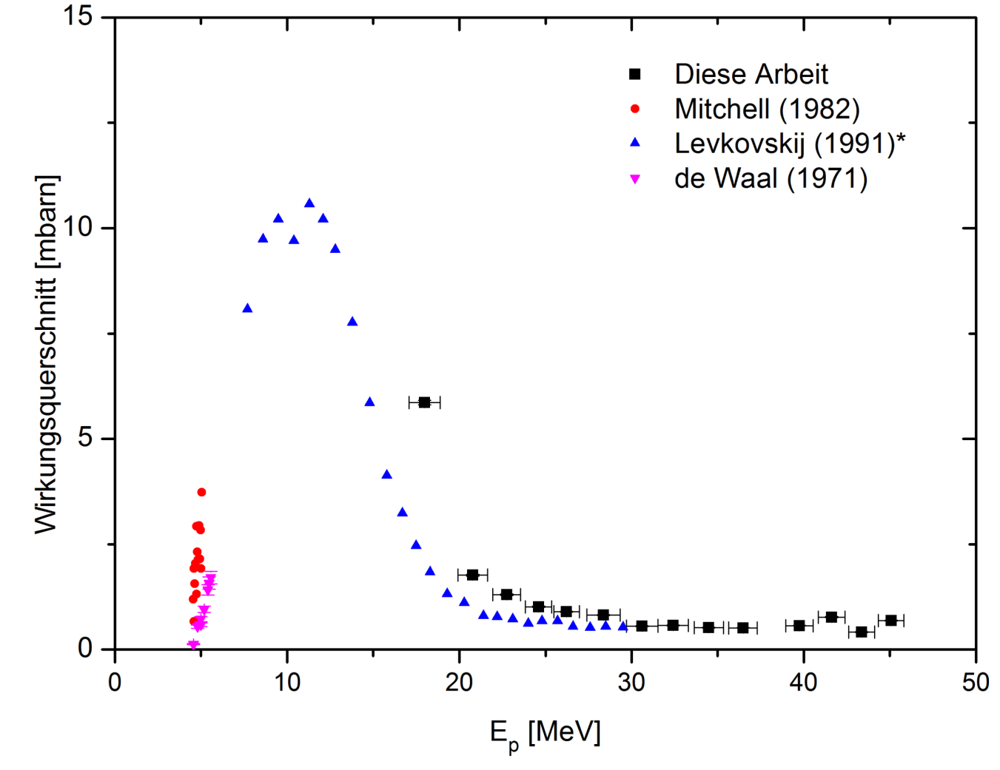 15
10
5
0
Wirkungsquerschnitt [mbarn]
Diese Arbeit
Mitchell (1982)
Levkovskij (1991)*
de Waal (1971)
0 10 20 30 40 50
Ep [MeV]